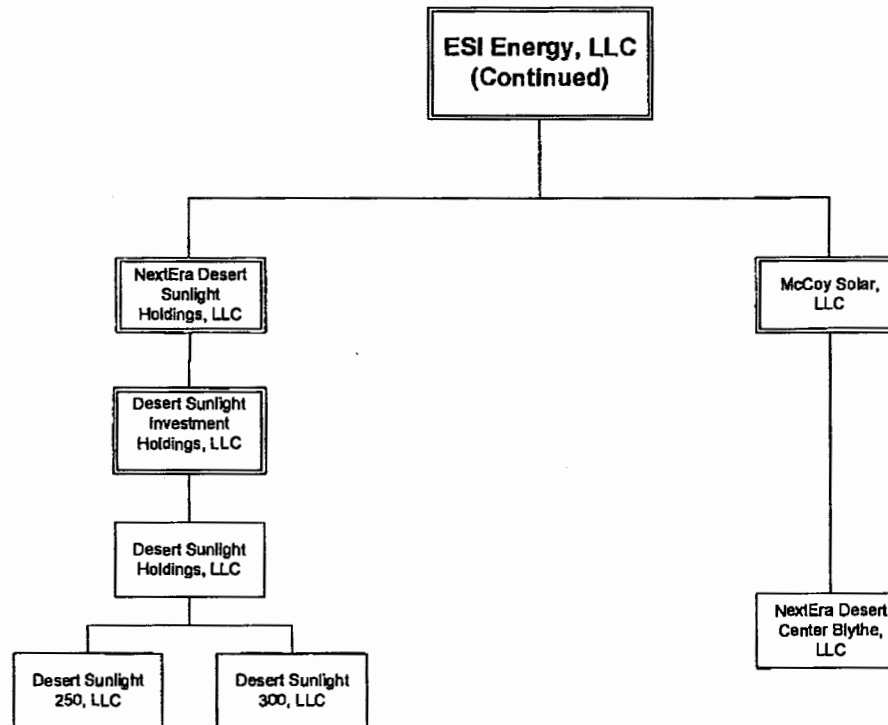 ESI Energy, LLC
(Continued)
NextEra Desert
Sunlight
Holdings, LLC
McCoy Solar,
LLC
Desert Sunlight
Investment
Holdings, LLC
Desert Sunlight
Holdings, LLC
NextEra Desert
Center Blythe,
LLC
Desert Sunlight
250, LLC
Desert Sunlight
300, LLC